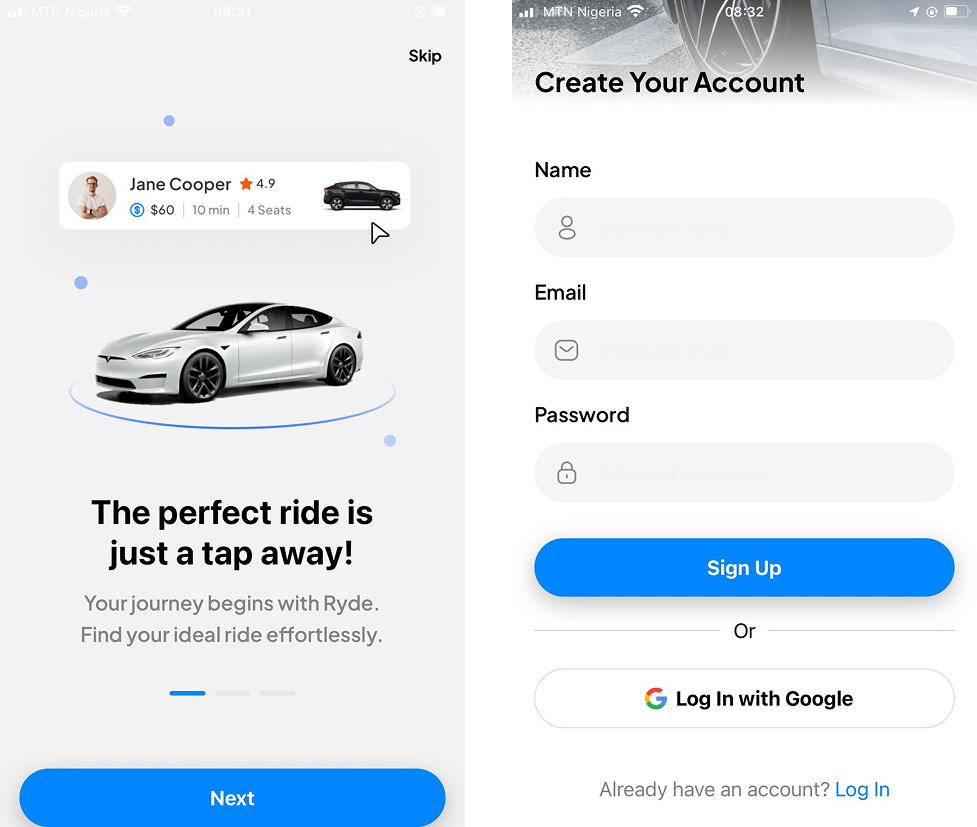 MTN Nigeria
08:31
Skip
Jane Cooper 4.9
$ $60 | 10 min | 4 Seats
The perfect ride is
just a tap away!
Your journey begins with Ryde.
Find your ideal ride effortlessly.
Next
MTN Nigeria
08:32
Create Your Account
Name
Enter your name
Email
Enter your email
Password
Enter your password
Sign Up
Or
G Log In with Google
Already have an account? Log In